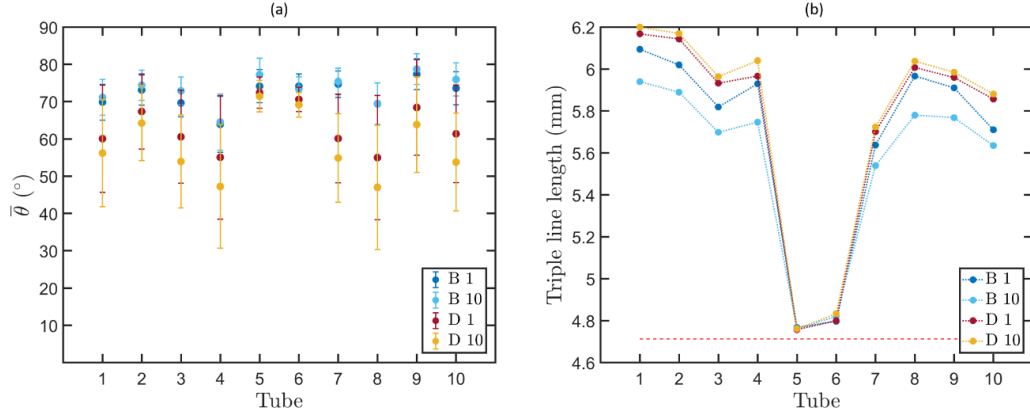 (a)
90
80
70
60
50
40
30
20
10
θ̅ (°)
1 2 3 4 5 6 7 8 9 10
Tube
B 1
B 10
D 1
D 10
(b)
6.2
6
5.8
5.6
5.4
5.2
5
4.8
4.6
Triple line length (mm)
1 2 3 4 5 6 7 8 9 10
Tube
B 1
B 10
D 1
D 10